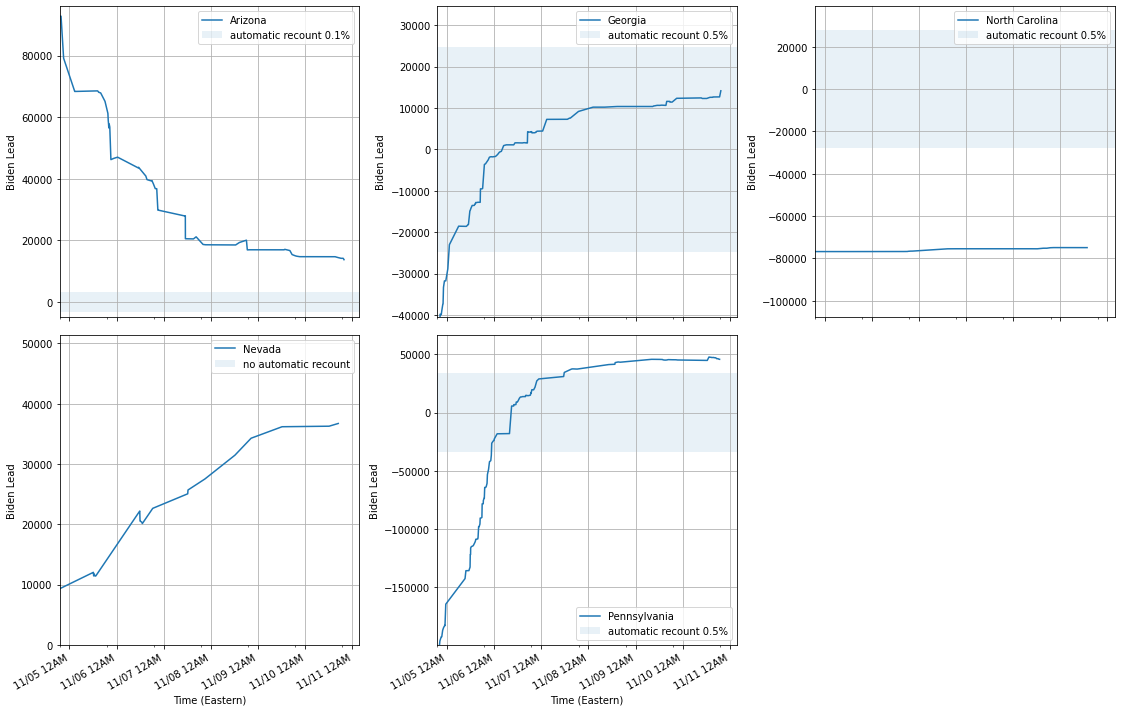 Arizona
automatic recount 0.1%
80000
60000
40000
20000
0
Biden Lead
Georgia
automatic recount 0.5%
30000
20000
10000
0
−10000
−20000
−30000
−40000
Biden Lead
North Carolina
automatic recount 0.5%
20000
0
−20000
−40000
−60000
−80000
−100000
Biden Lead
Nevada
no automatic recount
50000
40000
30000
20000
10000
0
Biden Lead
11/05 12AM
11/06 12AM
11/07 12AM
11/08 12AM
11/09 12AM
11/10 12AM
11/11 12AM
Time (Eastern)
50000
0
−50000
−100000
−150000
Biden Lead
Pennsylvania
automatic recount 0.5%
11/05 12AM
11/06 12AM
11/07 12AM
11/08 12AM
11/09 12AM
11/10 12AM
11/11 12AM
Time (Eastern)